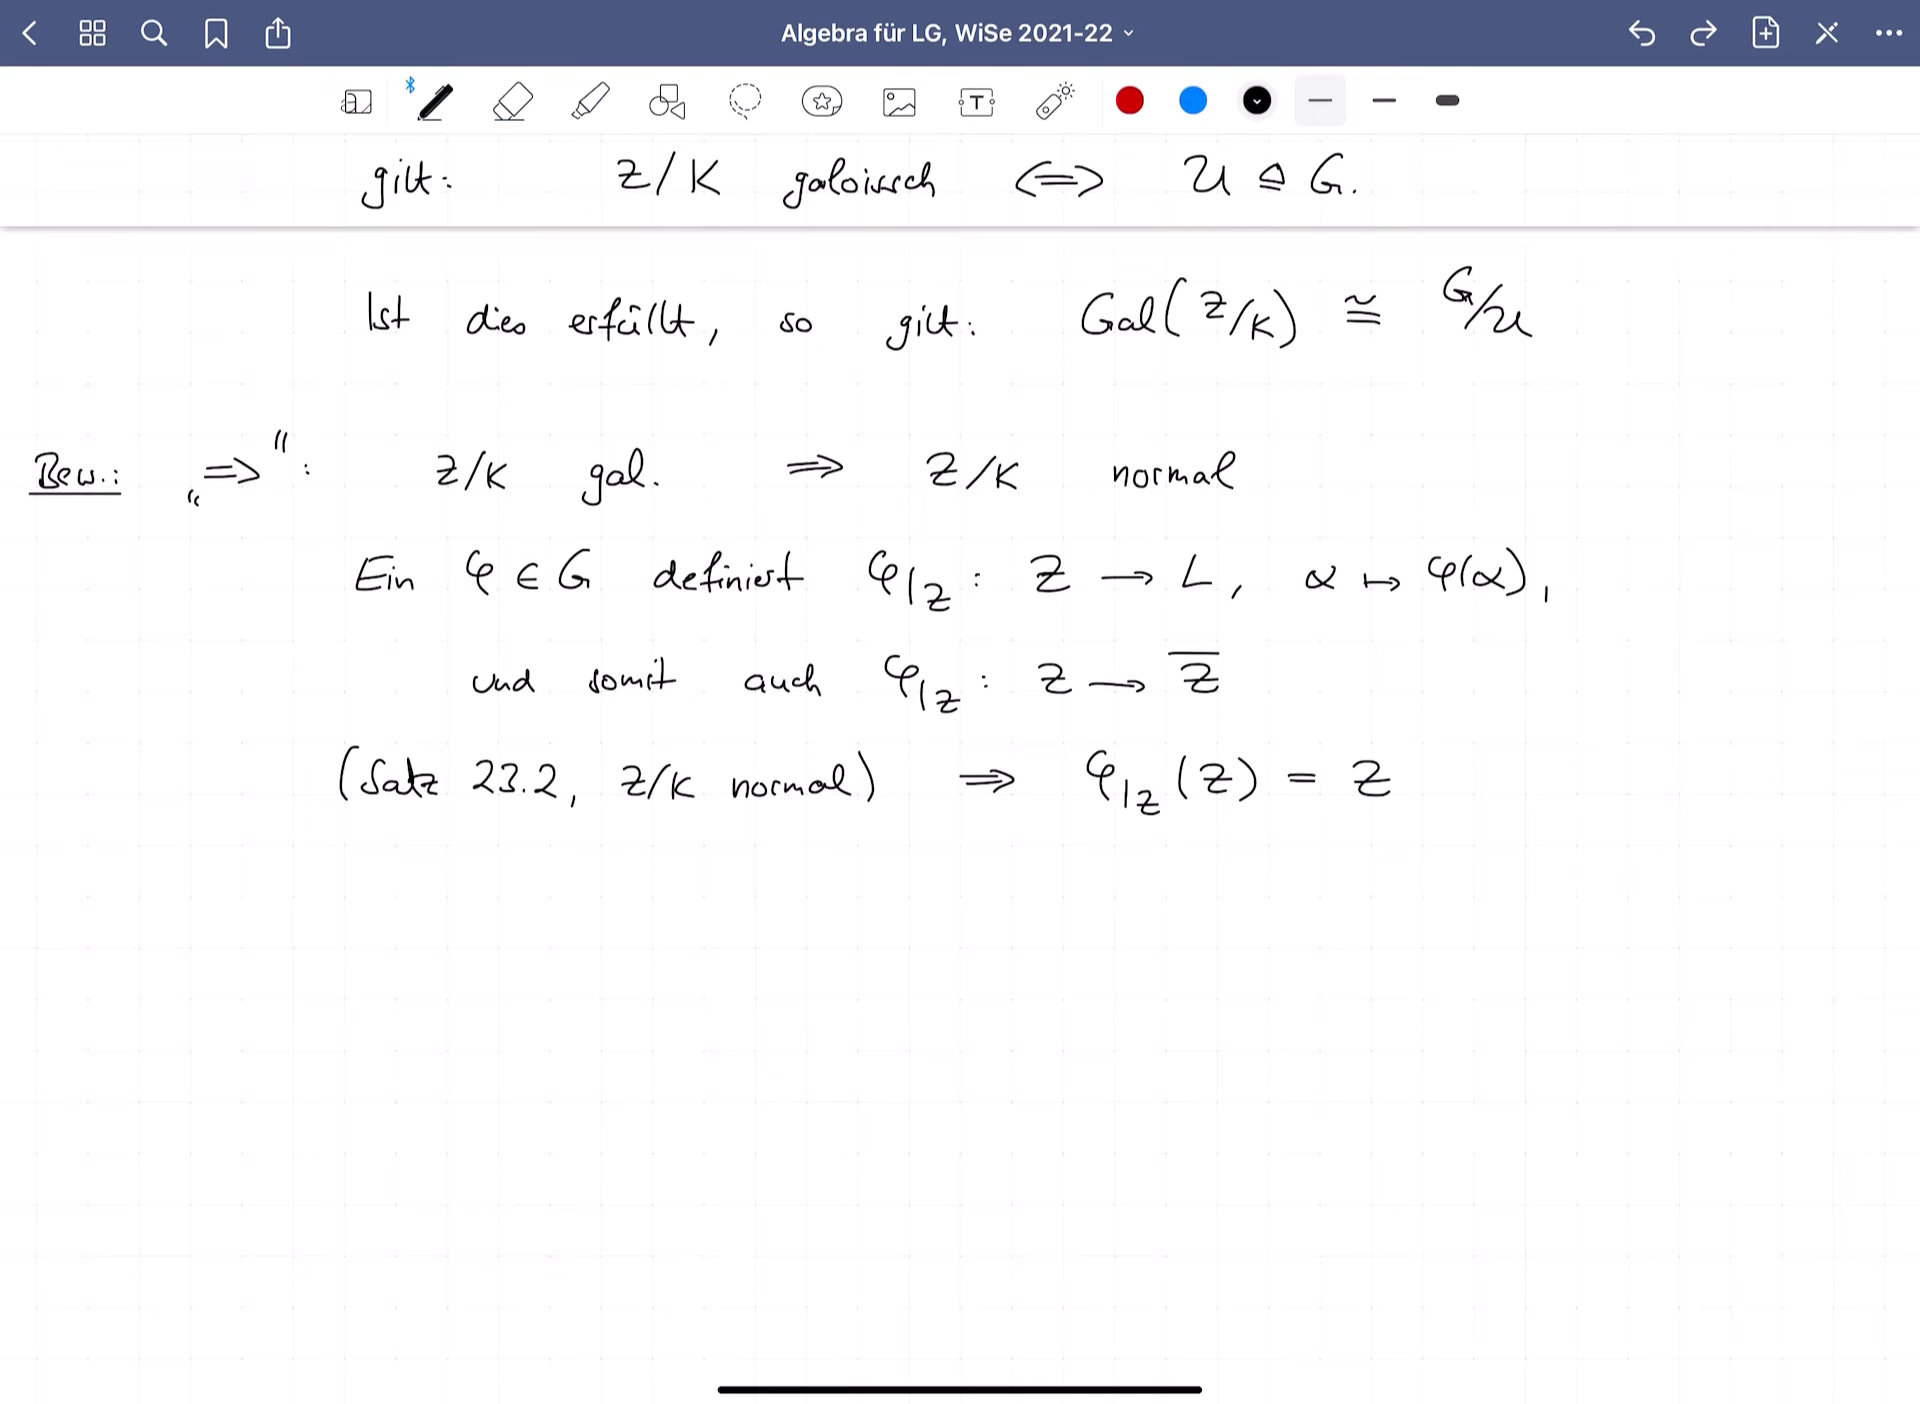 Algebra für LG, WiSe 2021-22
gilt: Z/K galoissch <=> U ⊴ G.
Ist dies erfüllt, so gilt: Gal(Z/K) ≅ G/U
Bew.: „=>“: Z/K gal. => Z/K normal
Ein φ ∈ G definiert φ|Z : Z → L, α ↦ φ(α),
und somit auch φ|Z : Z → Z̅
(Satz 23.2, Z/K normal) => φ|Z (Z) = Z